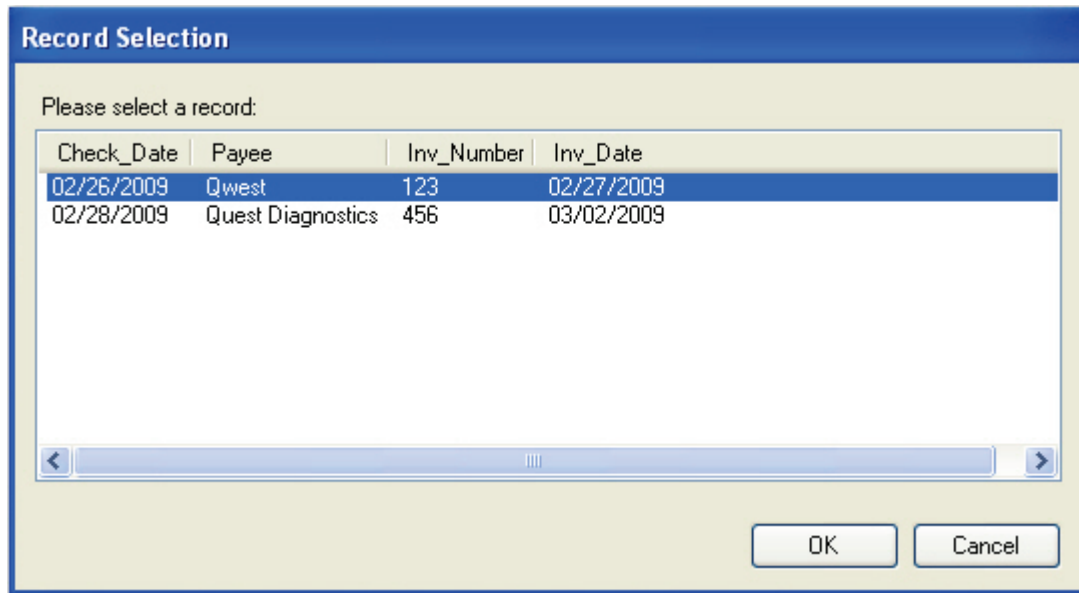 Record Selection
Please select a record:
Check_Date Payee Inv_Number Inv_Date
02/26/2009 Qwest 123 02/27/2009
02/28/2009 Quest Diagnostics 456 03/02/2009
OK Cancel